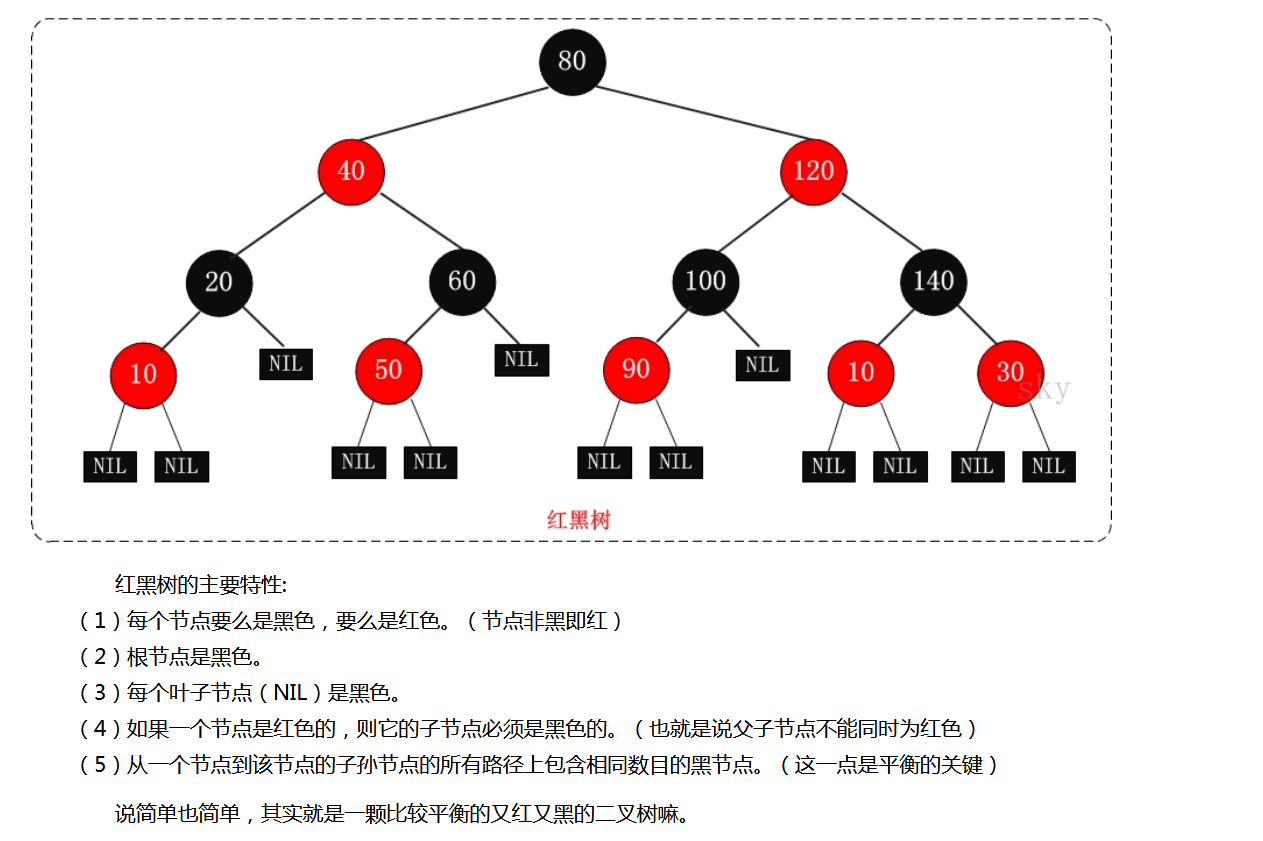 80
40
120
20
60
100
140
10
NIL
50
NIL
90
NIL
10
30
sky
NIL
NIL
NIL
NIL
NIL
NIL
NIL
NIL
NIL
NIL
红黑树
红黑树的主要特性:
（1）每个节点要么是黑色，要么是红色。（节点非黑即红）
（2）根节点是黑色。
（3）每个叶子节点（NIL）是黑色。
（4）如果一个节点是红色的，则它的子节点必须是黑色的。（也就是说父子节点不能同时为红色）
（5）从一个节点到该节点的子孙节点的所有路径上包含相同数目的黑节点。（这一点是平衡的关键）
说简单也简单，其实就是一颗比较平衡的又红又黑的二叉树嘛。